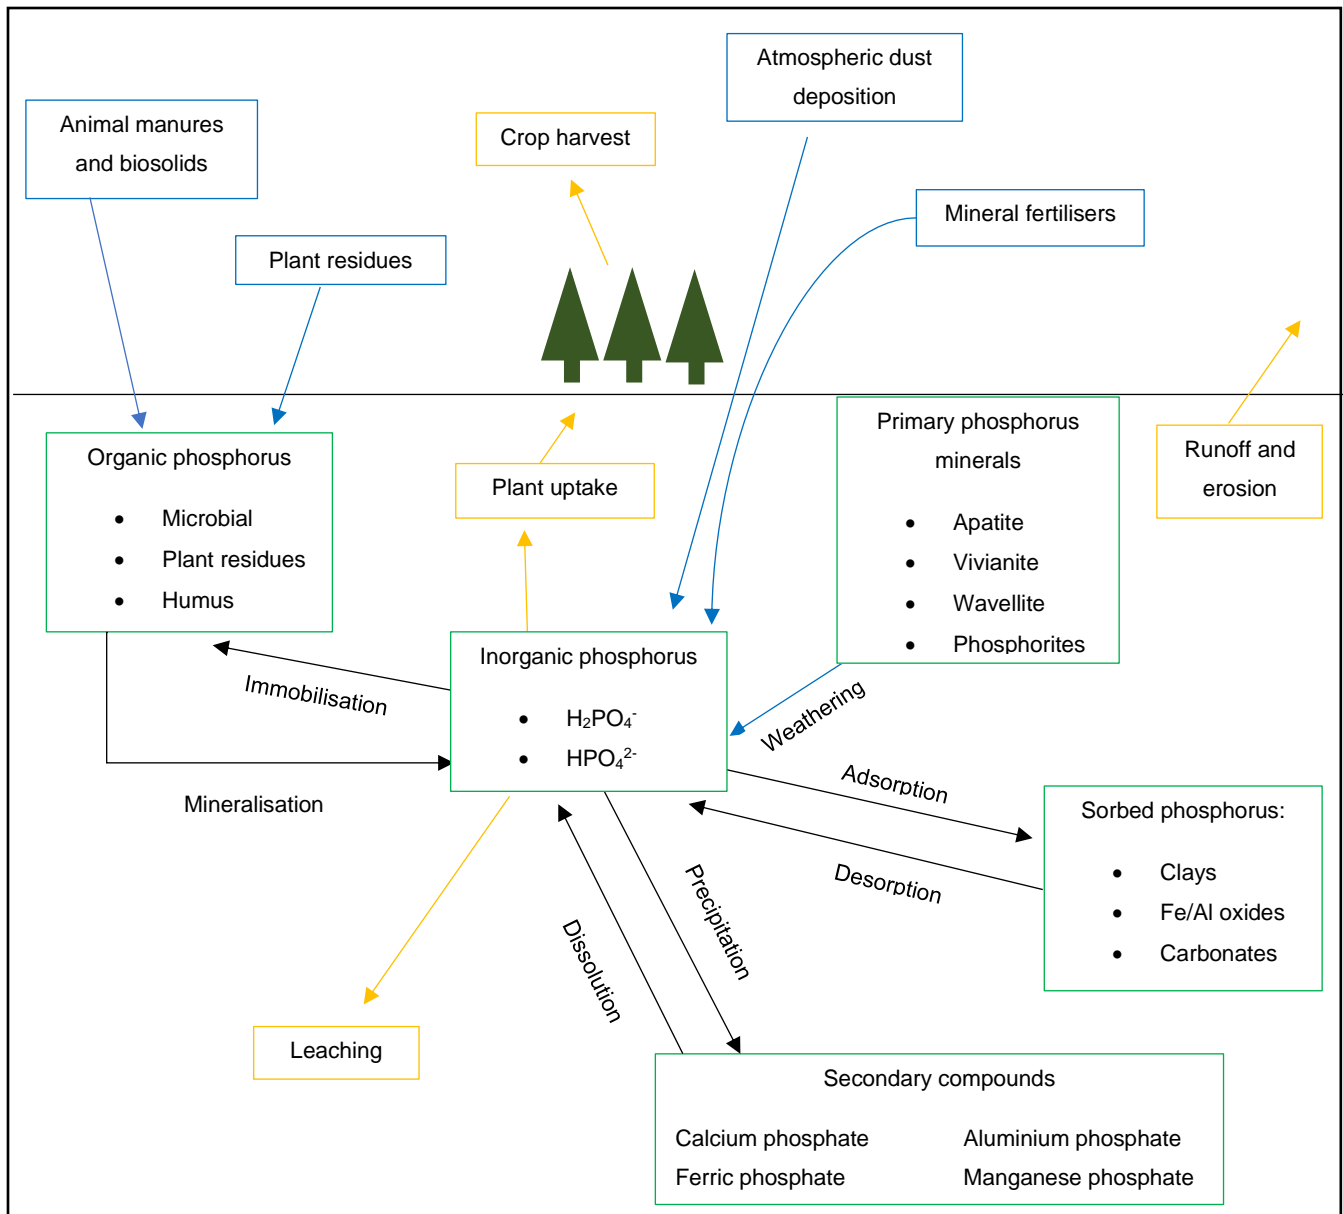 Atmospheric dust
deposition
Animal manures
and biosolids
Crop harvest
Mineral fertilisers
Plant residues
Primary phosphorus
minerals
• Apatite
• Vivianite
• Wavellite
• Phosphorites
Runoff and
erosion
Organic phosphorus
• Microbial
• Plant residues
• Humus
Plant uptake
Inorganic phosphorus
• H₂PO₄⁻
• HPO₄²⁻
Immobilisation
Weathering
Mineralisation
Adsorption
Desorption
Sorbed phosphorus:
• Clays
• Fe/Al oxides
• Carbonates
Precipitation
Dissolution
Leaching
Secondary compounds
Calcium phosphate Aluminium phosphate
Ferric phosphate Manganese phosphate